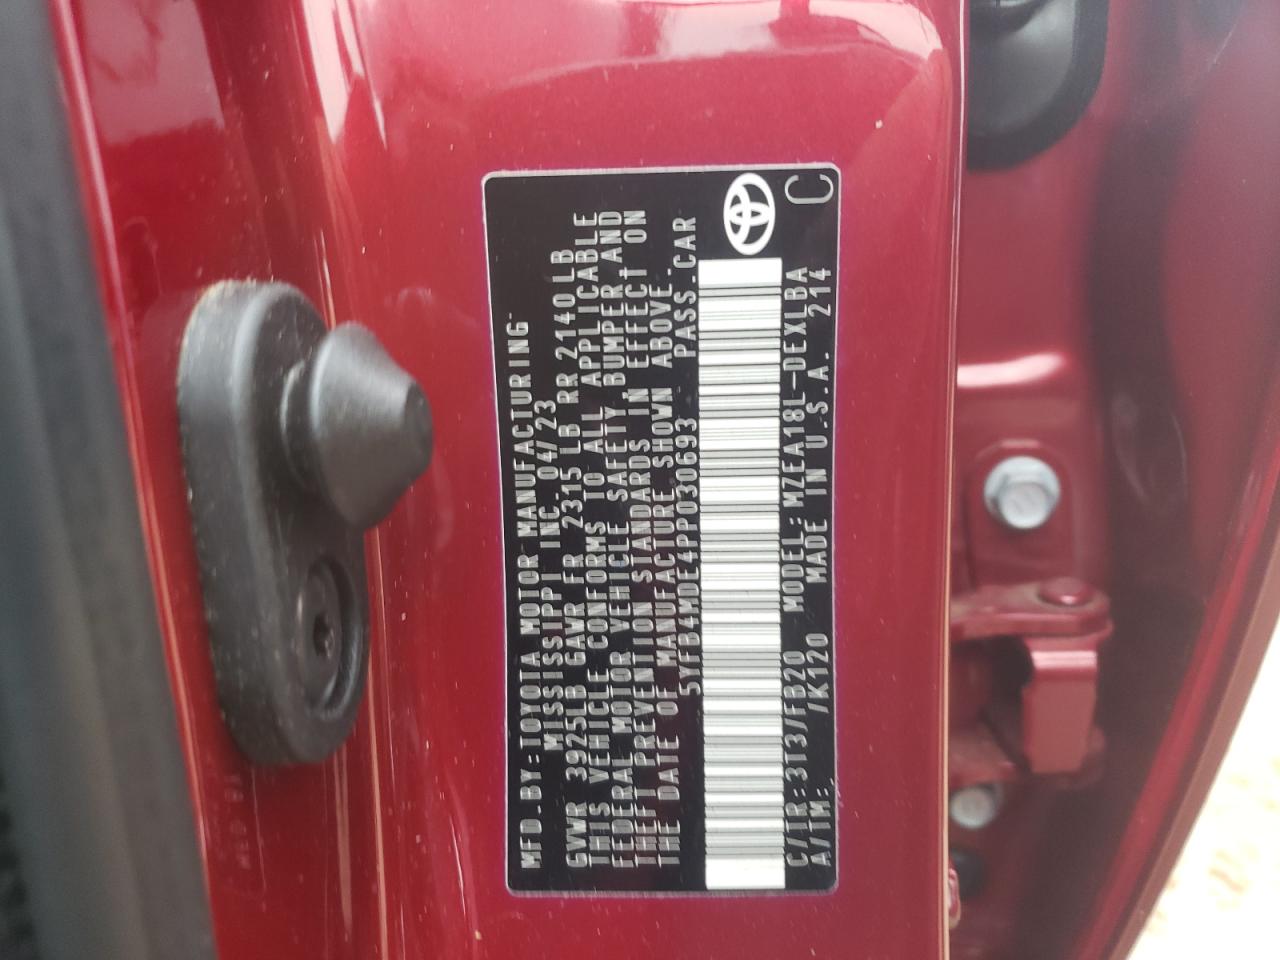 MFD.BY:TOYOTA MOTOR MANUFACTURING,
MISSISSIPPI INC. 04/23
GVWR 3925LB GAWR FR 2315 LB RR 2140 LB
THIS VEHICLE CONFORMS TO ALL APPLICABLE
FEDERAL MOTOR VEHICLE SAFETY,BUMPER AND
THEFT PREVENTION STANDARDS IN EFFECT ON
THE DATE OF MANUFACTURE SHOWN ABOVE.
5YFB4MDE4PP030693 PASS.CAR
C/TR:3T3/FB20 MODEL:MZEA18L-DEXLBA
A/TM: /K120 MADE IN U.S.A. 214
C